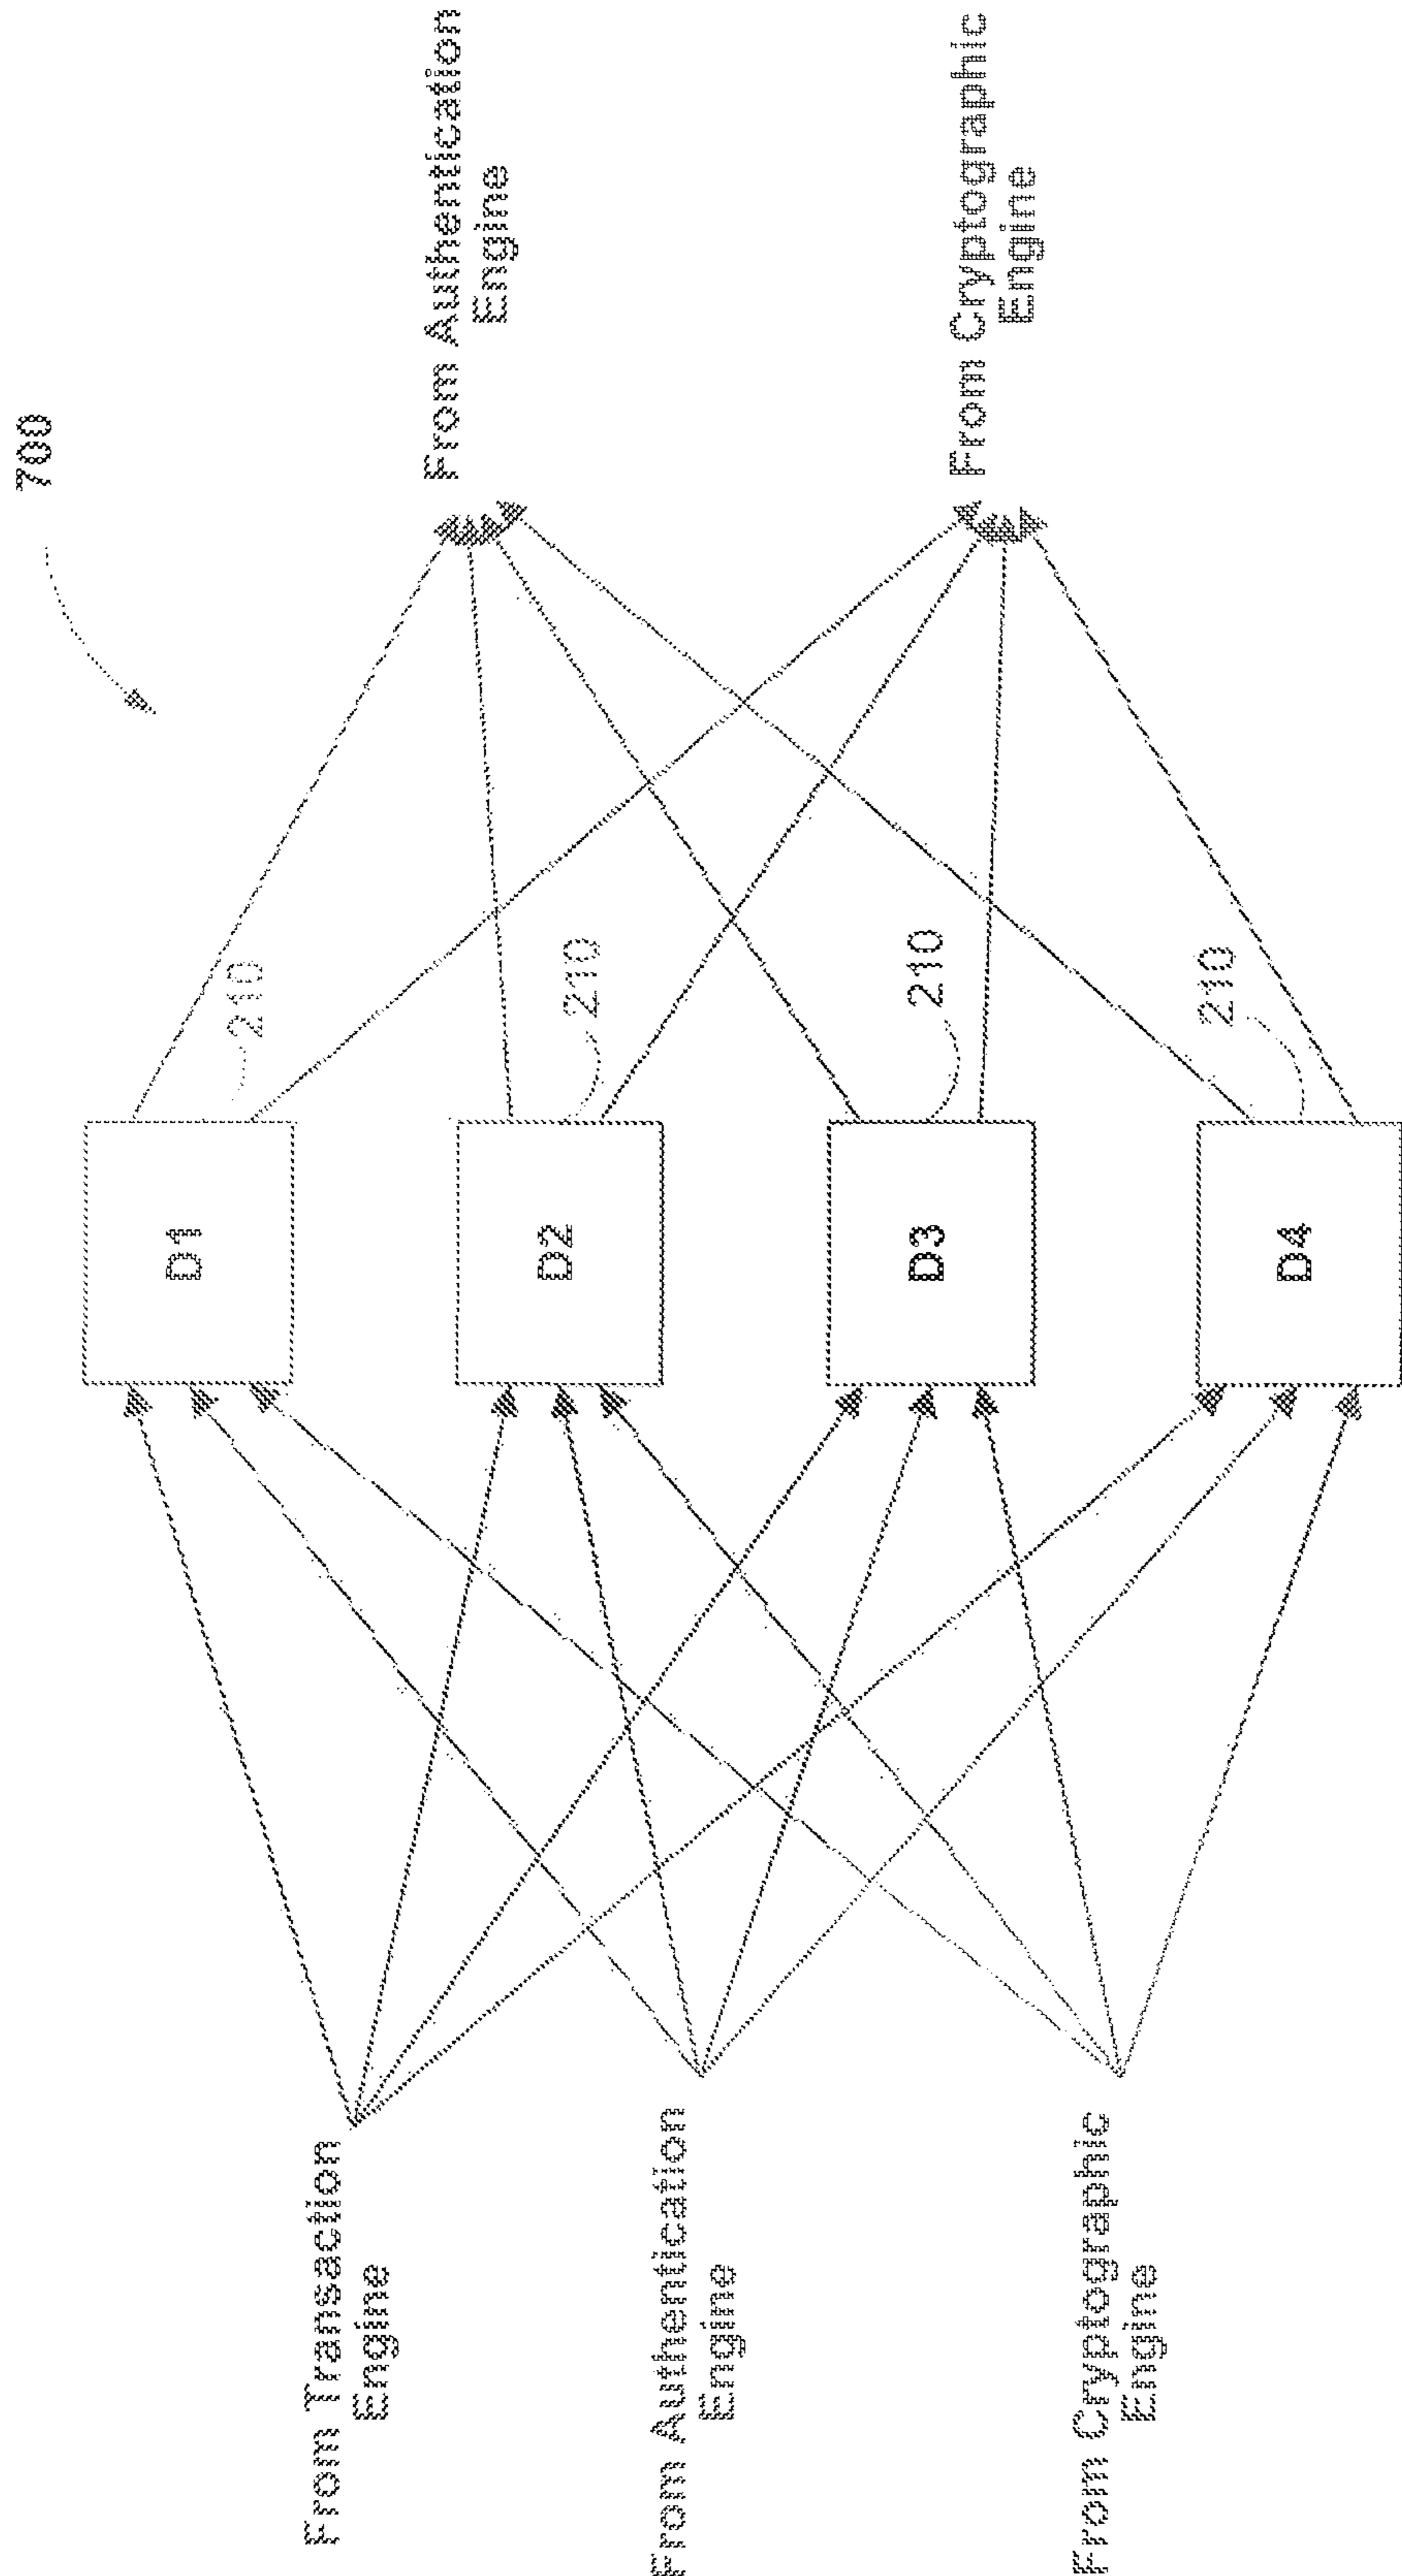 700
From Transaction
Engine
From Authentication
Engine
From Cryptographic
Engine
D1
210
D2
210
D3
210
D4
210
From Authentication
Engine
From Cryptographic
Engine